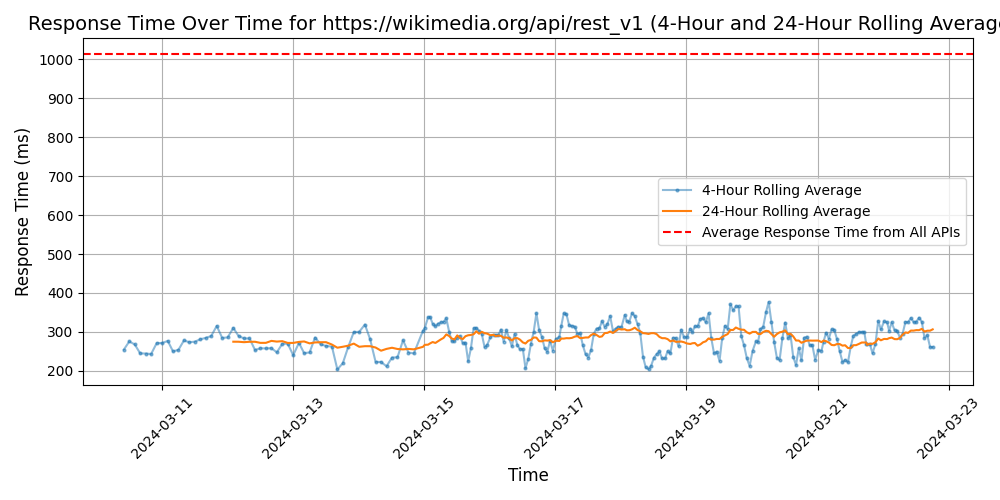 Response Time Over Time for https://wikimedia.org/api/rest_v1 (4-Hour and 24-Hour Rolling Average
Response Time (ms)
1000
900
800
700
600
500
400
300
200
4-Hour Rolling Average
24-Hour Rolling Average
Average Response Time from All APIs
2024-03-11
2024-03-13
2024-03-15
2024-03-17
2024-03-19
2024-03-21
2024-03-23
Time